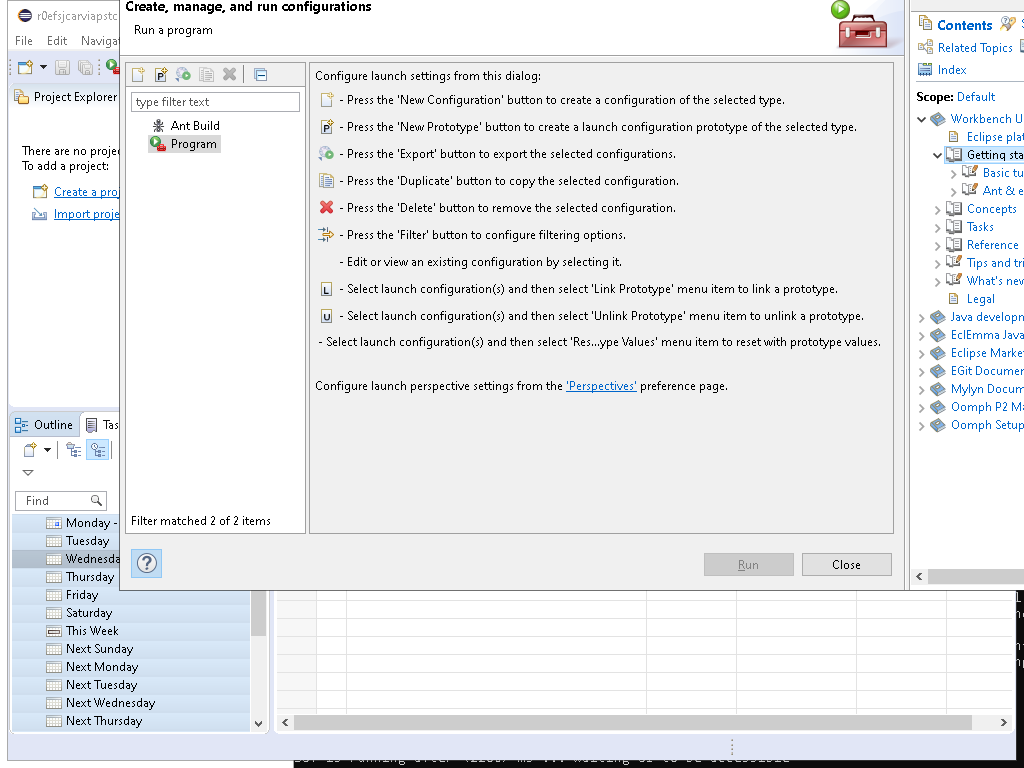 Create, manage, and run configurations
Run a program
r0efsjcarviapstc
File Edit Naviga
Project Explorer
There are no proje
To add a project:
Create a proj
Import proje
type filter text
Ant Build
Program
Filter matched 2 of 2 items
Configure launch settings from this dialog:
- Press the 'New Configuration' button to create a configuration of the selected type.
- Press the 'New Prototype' button to create a launch configuration prototype of the selected type.
- Press the 'Export' button to export the selected configurations.
- Press the 'Duplicate' button to copy the selected configuration.
- Press the 'Delete' button to remove the selected configuration.
- Press the 'Filter' button to configure filtering options.
- Edit or view an existing configuration by selecting it.
L - Select launch configuration(s) and then select 'Link Prototype' menu item to link a prototype.
U - Select launch configuration(s) and then select 'Unlink Prototype' menu item to unlink a prototype.
- Select launch configuration(s) and then select 'Res...ype Values' menu item to reset with prototype values.
Configure launch perspective settings from the 'Perspectives' preference page.
Run
Close
Contents
Related Topics
Index
Scope: Default
Workbench U
Eclipse plat
Getting sta
Basic tu
Ant & e
Concepts
Tasks
Reference
Tips and tri
What's new
Legal
Java developm
EclEmma Java
Eclipse Marke
EGit Documen
Mylyn Docum
Oomph P2 Ma
Oomph Setup
Outline
Tas
Find
Monday -
Tuesday
Wednesda
Thursday
Friday
Saturday
This Week
Next Sunday
Next Monday
Next Tuesday
Next Wednesday
Next Thursday